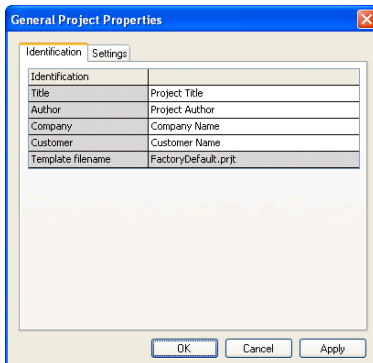 General Project Properties
Identification Settings
Identification
Title Project Title
Author Project Author
Company Company Name
Customer Customer Name
Template filename FactoryDefault.prjt
OK Cancel Apply